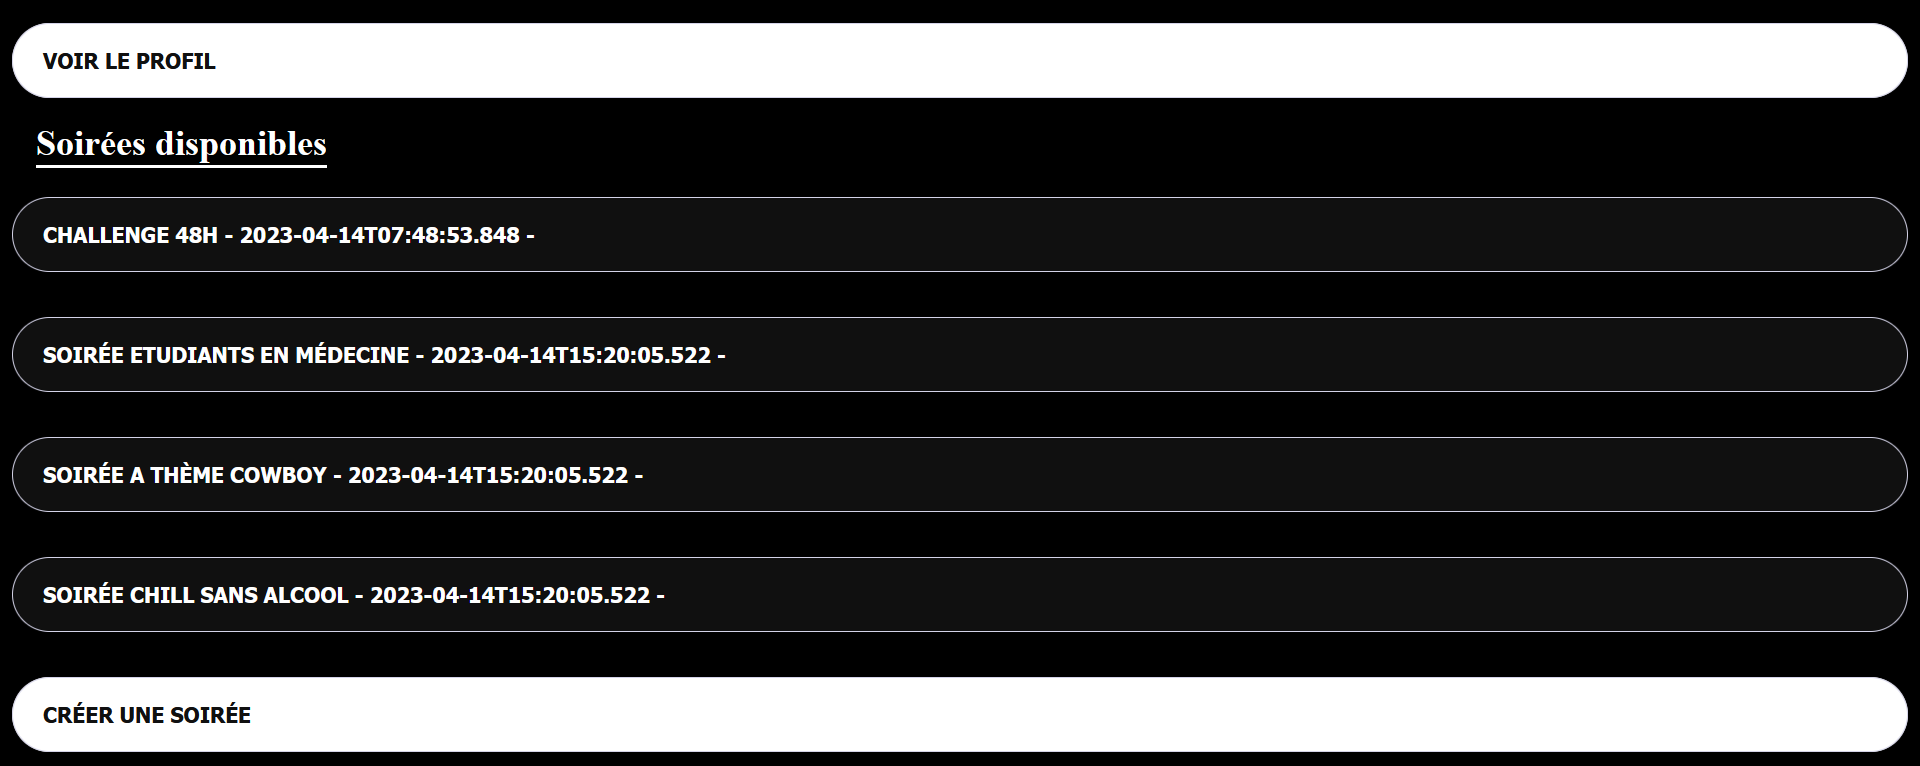 VOIR LE PROFIL
Soirées disponibles
CHALLENGE 48H - 2023-04-14T07:48:53.848 -
SOIRÉE ETUDIANTS EN MÉDECINE - 2023-04-14T15:20:05.522 -
SOIRÉE A THÈME COWBOY - 2023-04-14T15:20:05.522 -
SOIRÉE CHILL SANS ALCOOL - 2023-04-14T15:20:05.522 -
CRÉER UNE SOIRÉE